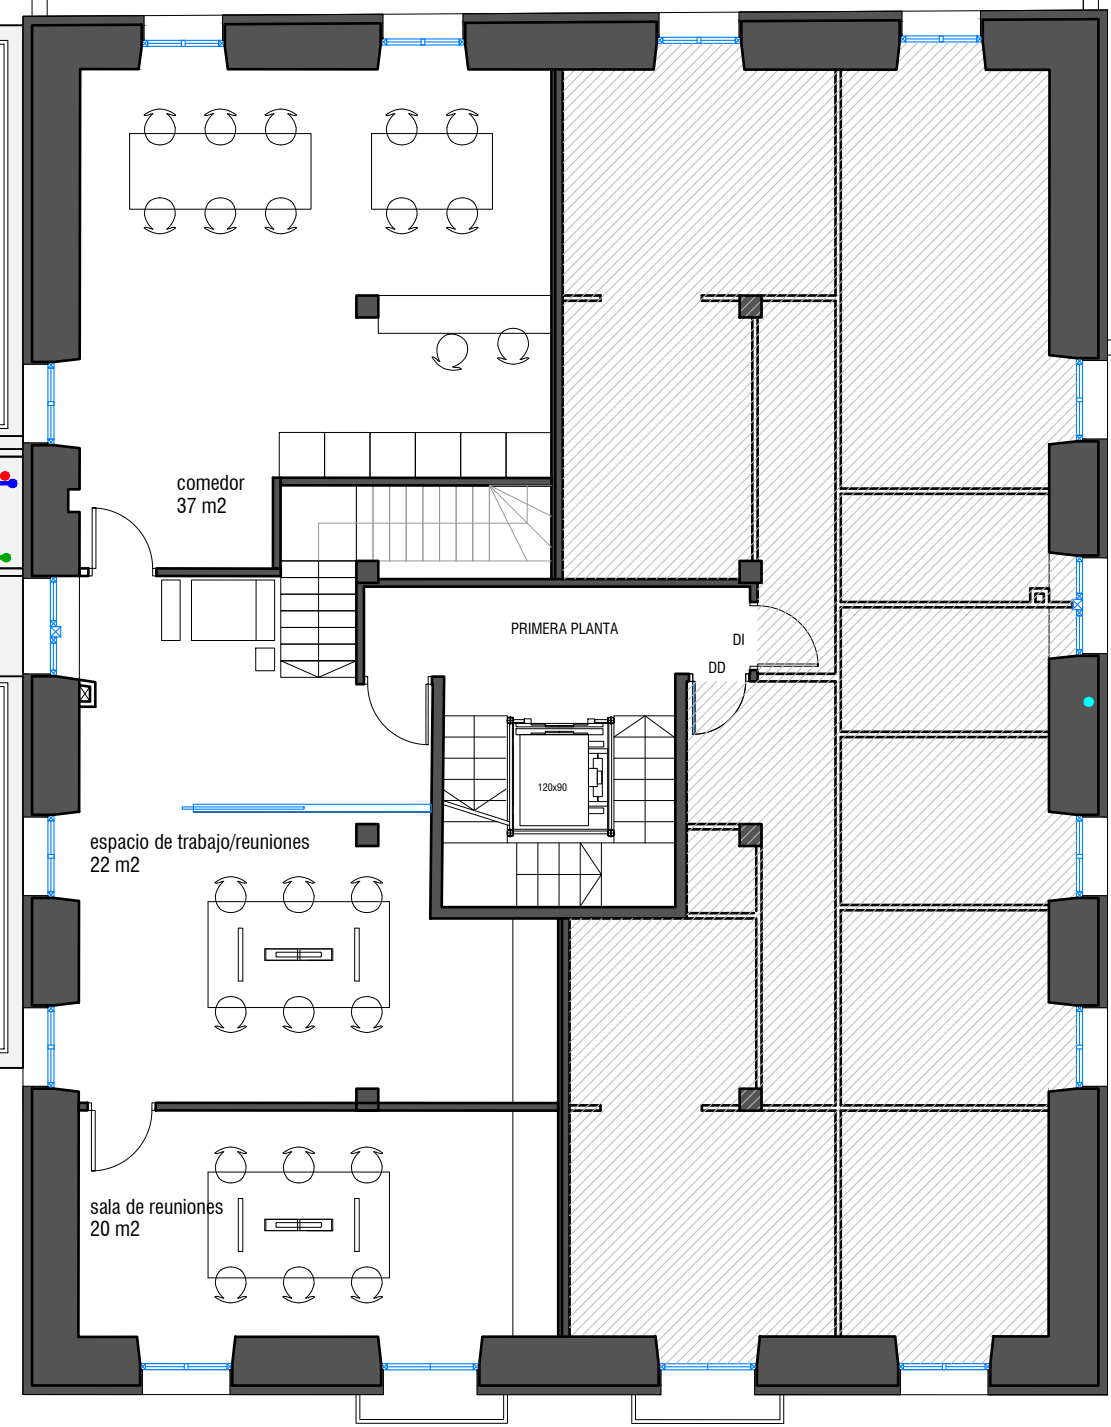 comedor
37 m2
PRIMERA PLANTA
DI
DD
120x90
espacio de trabajo/reuniones
22 m2
sala de reuniones
20 m2